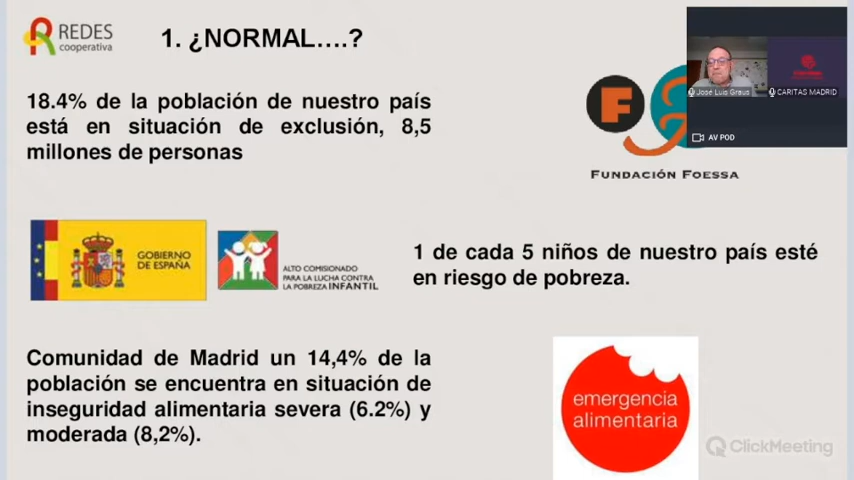 REDES
cooperativa
1. ¿NORMAL....?
José Luis Graus
CARITAS MADRID
AV POD
18.4% de la población de nuestro país
está en situación de exclusión, 8,5
millones de personas
F
FUNDACIÓN FOESSA
GOBIERNO
DE ESPAÑA
ALTO COMISIONADO
PARA LA LUCHA CONTRA
LA POBREZA INFANTIL
1 de cada 5 niños de nuestro país esté
en riesgo de pobreza.
Comunidad de Madrid un 14,4% de la
población se encuentra en situación de
inseguridad alimentaria severa (6.2%) y
moderada (8,2%).
emergencia
alimentaria
ClickMeeting